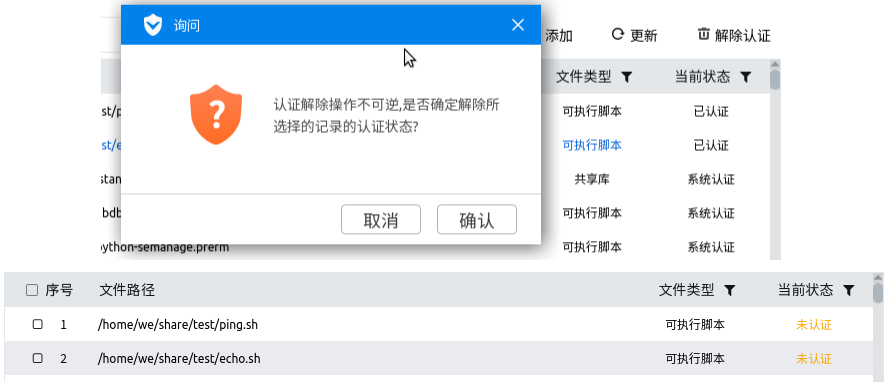 询问
添加 更新 解除认证
文件类型 当前状态
认证解除操作不可逆,是否确定解除所
选择的记录的认证状态?
st/p 可执行脚本 已认证
st/e 可执行脚本 已认证
stan 共享库 系统认证
bdb 可执行脚本 系统认证
取消 确认
ython-semanage.prerm 可执行脚本 系统认证
序号 文件路径 文件类型 当前状态
1 /home/we/share/test/ping.sh 可执行脚本 未认证
2 /home/we/share/test/echo.sh 可执行脚本 未认证